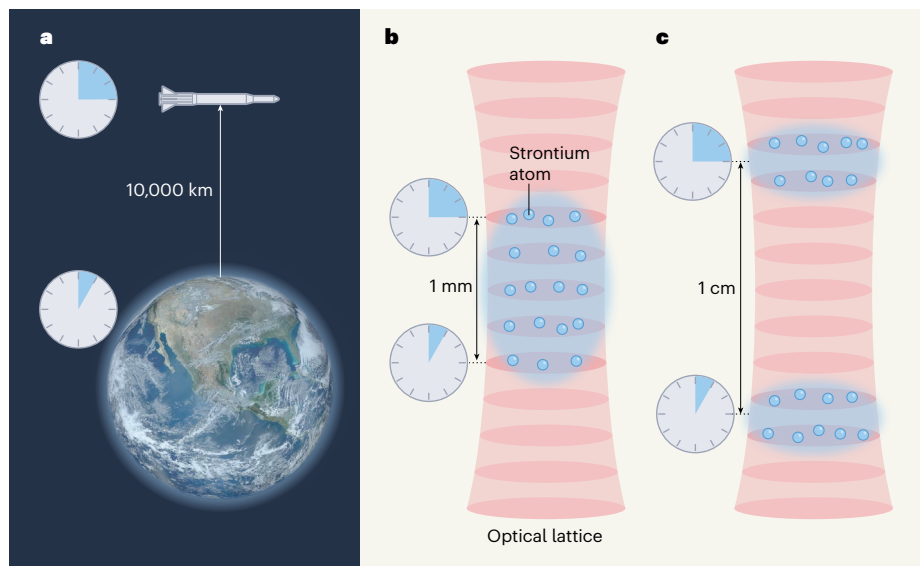 a
b
c
10,000 km
Strontium
atom
1 mm
1 cm
Optical lattice